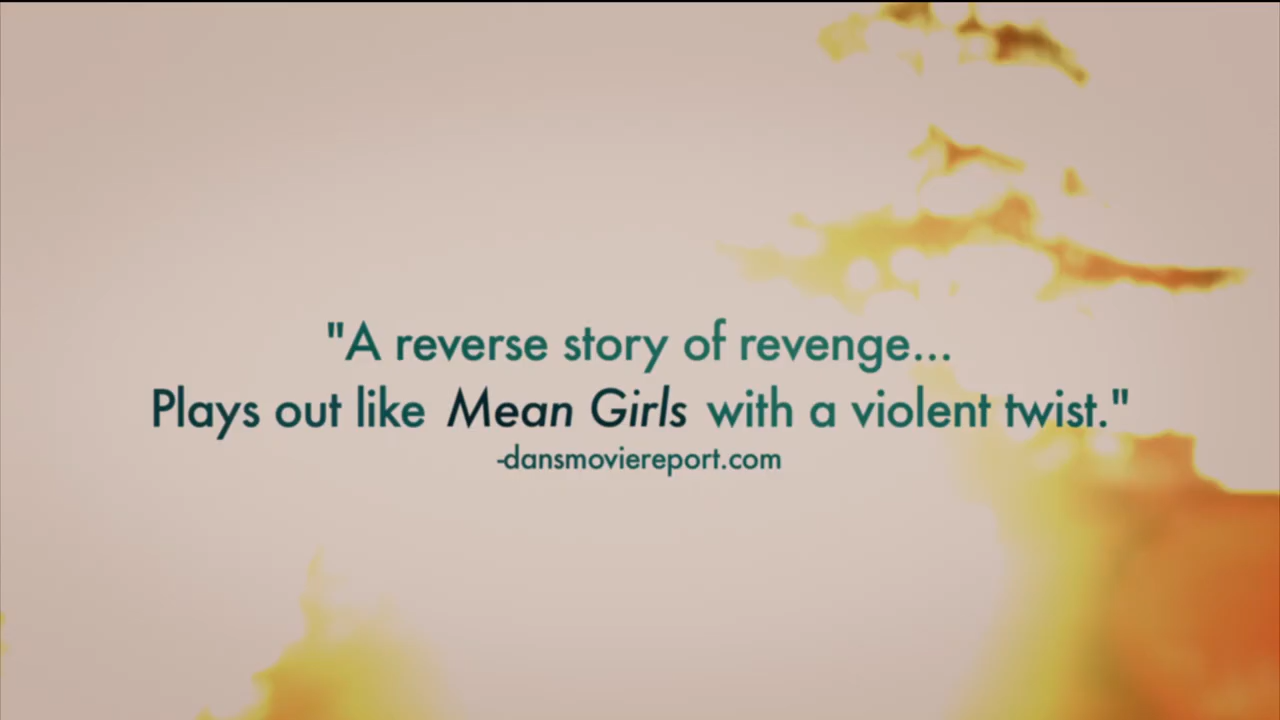 "A reverse story of revenge...
Plays out like Mean Girls with a violent twist."
-dansmoviereport.com